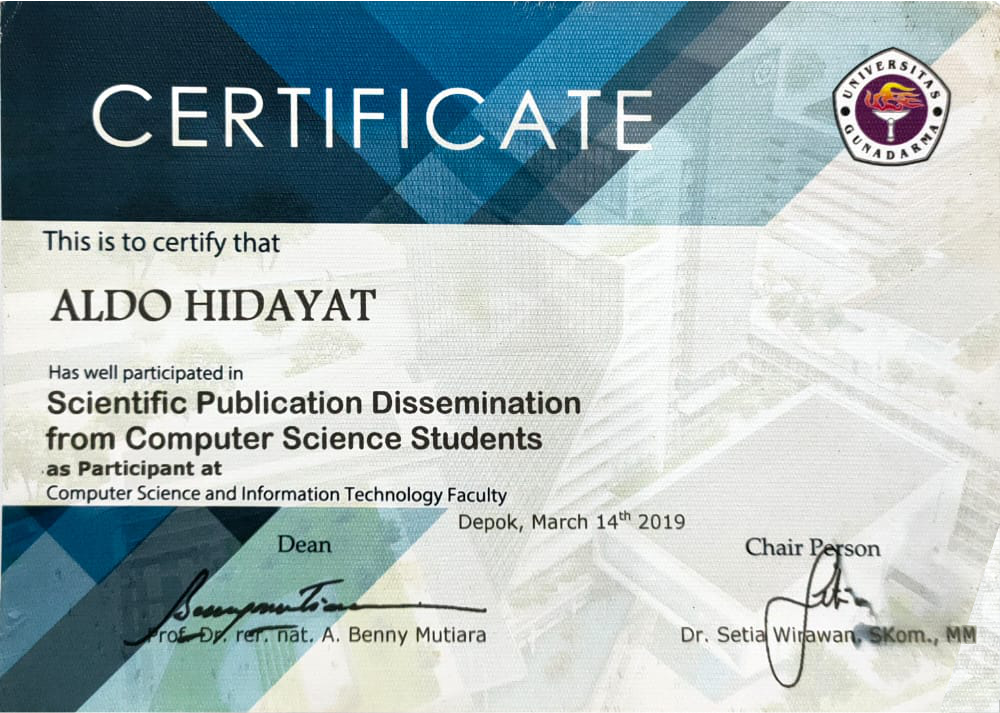 CERTIFICATE
UNIVERSITAS
GUNADARMA
This is to certify that
ALDO HIDAYAT
Has well participated in
Scientific Publication Dissemination
from Computer Science Students
as Participant at
Computer Science and Information Technology Faculty
Depok, March 14th 2019
Dean
Chair Person
Prof. Dr. rer. nat. A. Benny Mutiara
Dr. Setia Wirawan, SKom., MM